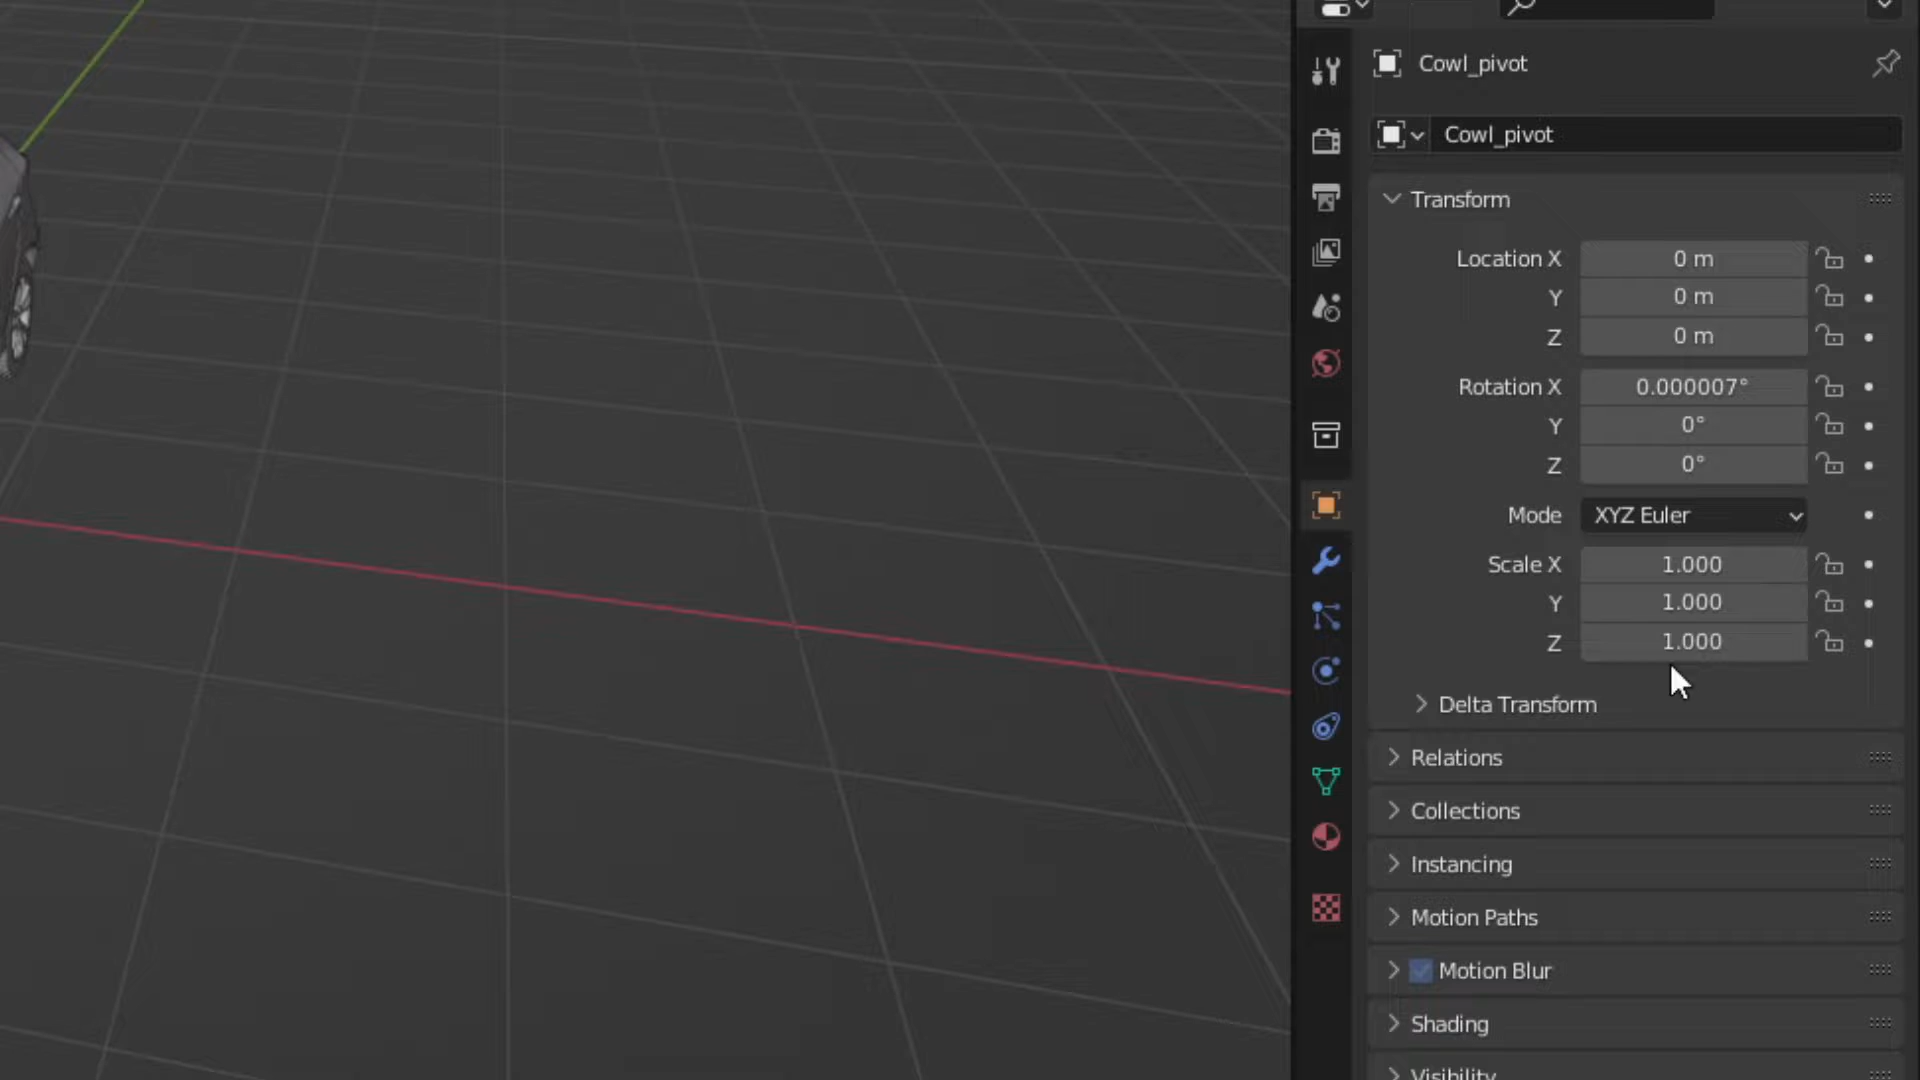 Cowl_pivot
Cowl_pivot
Transform
Location X 0 m
Y 0 m
Z 0 m
Rotation X 0.000007°
Y 0°
Z 0°
Mode XYZ Euler
Scale X 1.000
Y 1.000
Z 1.000
Delta Transform
Relations
Collections
Instancing
Motion Paths
Motion Blur
Shading
Visibility